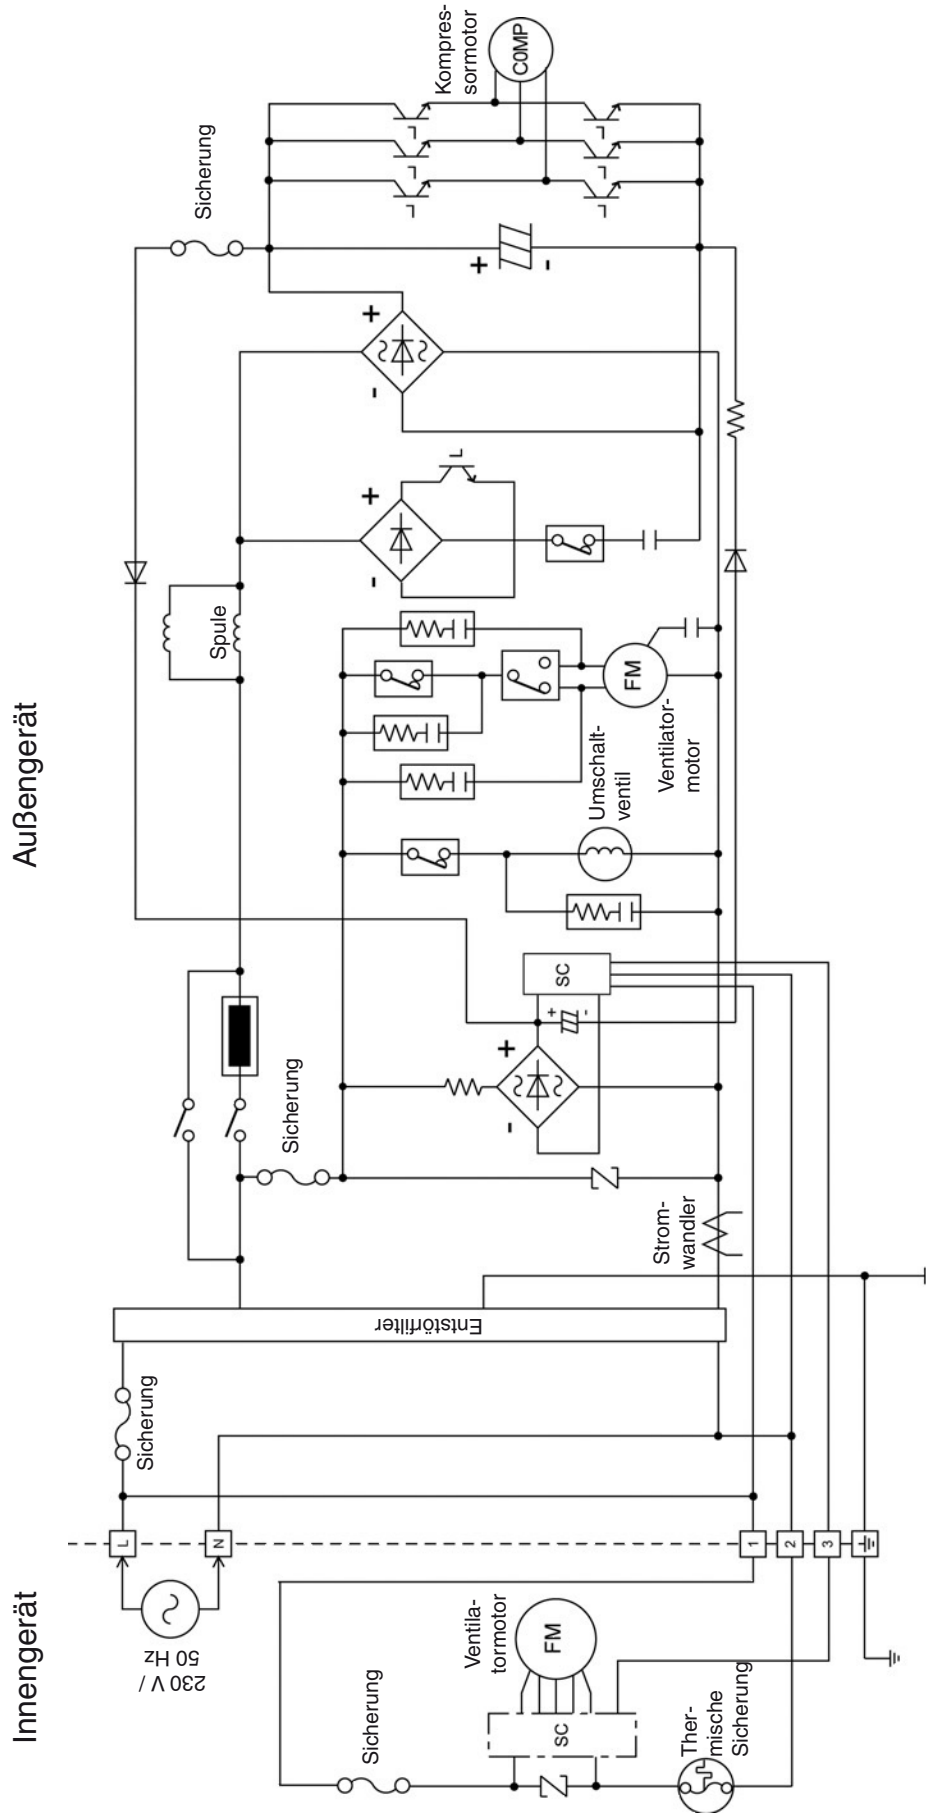 Außengerät
Innengerät
Kompres-
sormotor
COMP
Sicherung
+
-
+
-
+
-
Spule
FM
Ventilator-
motor
Umschalt-
ventil
SC
+
-
+
-
Sicherung
Strom-
wandler
Entstörfilter
Sicherung
L
N
1
2
3
230 V /
50 Hz
Ventila-
tormotor
FM
SC
Sicherung
Ther-
mische
Sicherung